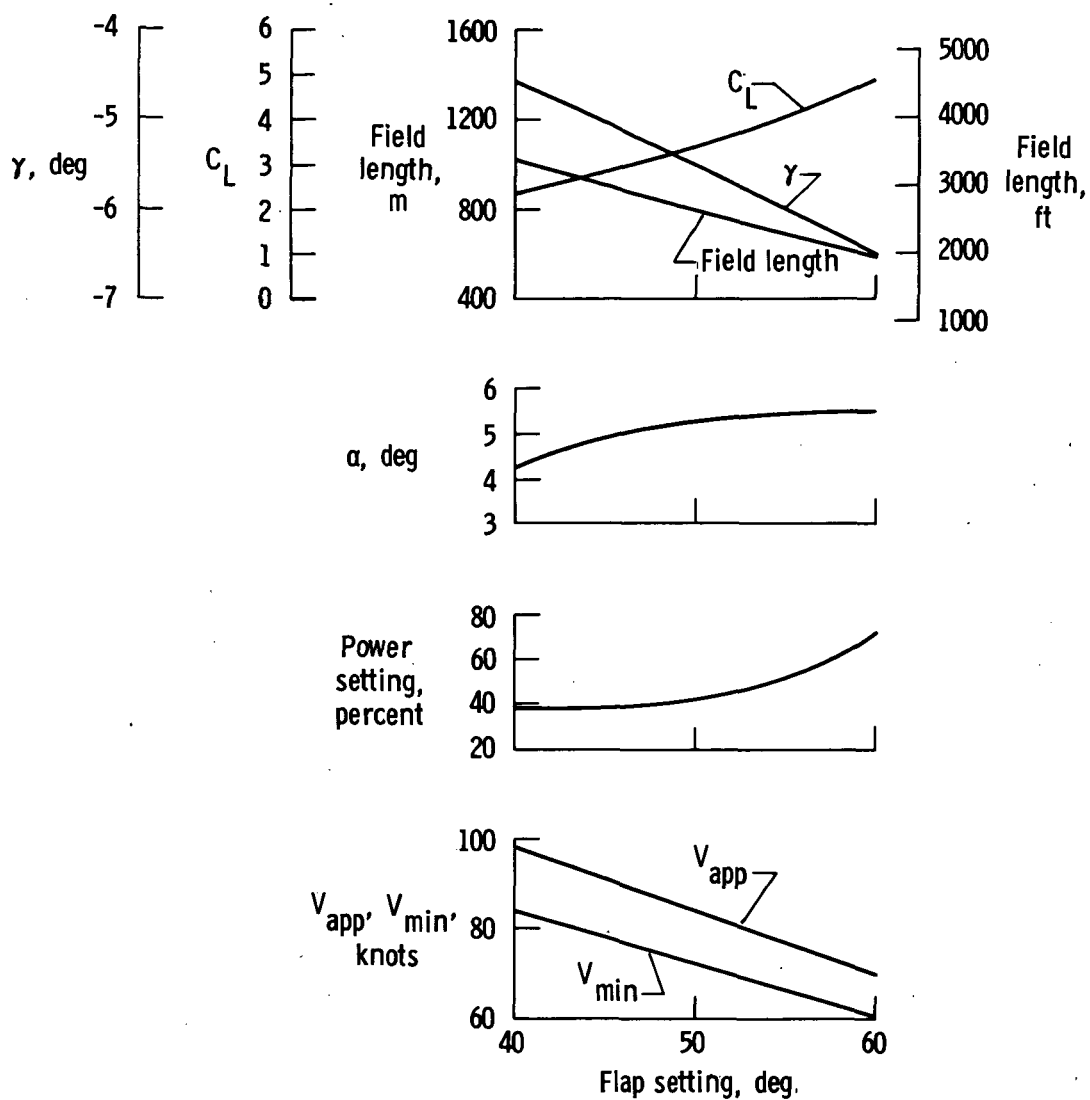 -4
-5
-6
-7
γ, deg
6
5
4
3
2
1
0
C_L
1600
1200
800
400
Field
length,
m
C_L
γ
Field length
5000
4000
3000
2000
1000
Field
length,
ft
6
5
4
3
α, deg
80
60
40
20
Power
setting,
percent
100
80
60
V_app, V_min,
knots
V_app
V_min
40
50
60
Flap setting, deg.